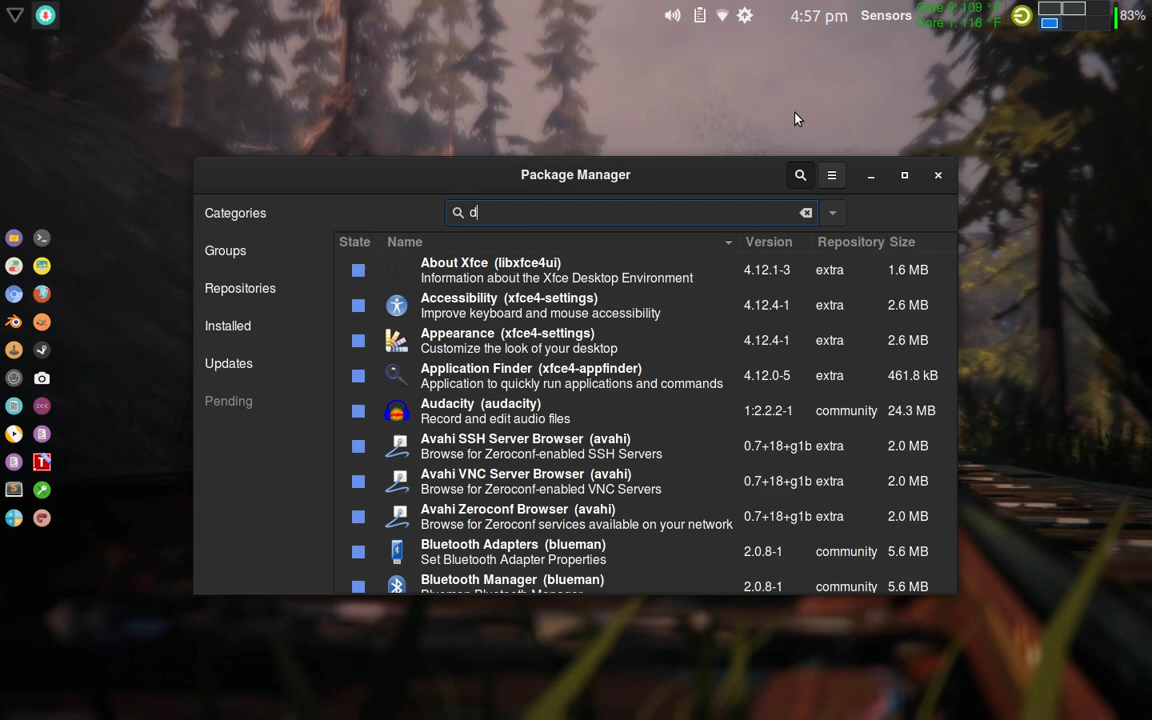 4:57 pm
Sensors
Core 0: 109 °F
Core 1: 118 °F
83%
Package Manager
Categories
Groups
Repositories
Installed
Updates
Pending
d
State Name Version Repository Size
About Xfce (libxfce4ui)
Information about the Xfce Desktop Environment
4.12.1-3 extra 1.6 MB
Accessibility (xfce4-settings)
Improve keyboard and mouse accessibility
4.12.4-1 extra 2.6 MB
Appearance (xfce4-settings)
Customize the look of your desktop
4.12.4-1 extra 2.6 MB
Application Finder (xfce4-appfinder)
Application to quickly run applications and commands
4.12.0-5 extra 461.8 kB
Audacity (audacity)
Record and edit audio files
1:2.2.2-1 community 24.3 MB
Avahi SSH Server Browser (avahi)
Browse for Zeroconf-enabled SSH Servers
0.7+18+g1b extra 2.0 MB
Avahi VNC Server Browser (avahi)
Browse for Zeroconf-enabled VNC Servers
0.7+18+g1b extra 2.0 MB
Avahi Zeroconf Browser (avahi)
Browse for Zeroconf services available on your network
0.7+18+g1b extra 2.0 MB
Bluetooth Adapters (blueman)
Set Bluetooth Adapter Properties
2.0.8-1 community 5.6 MB
Bluetooth Manager (blueman)
Blueman Bluetooth Manager
2.0.8-1 community 5.6 MB